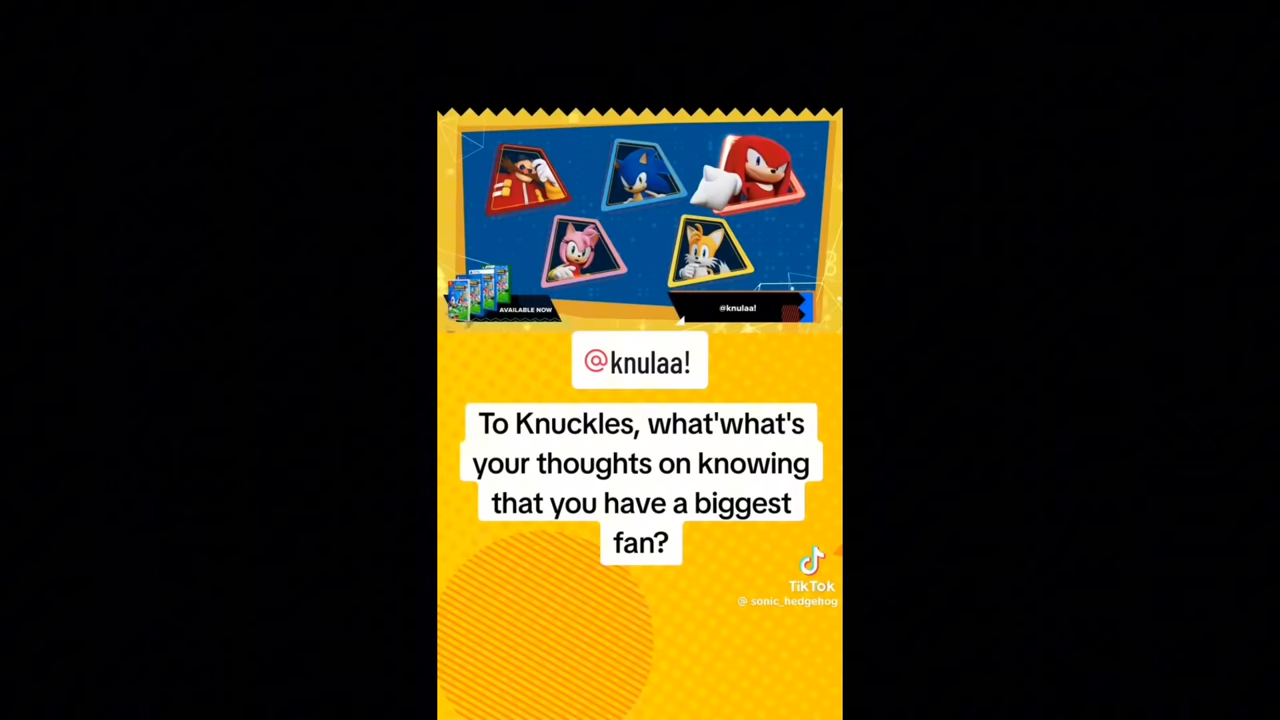 AVAILABLE NOW
@knulaa!
@knulaa!
To Knuckles, what'what's
your thoughts on knowing
that you have a biggest
fan?
TikTok
@ sonic_hedgehog